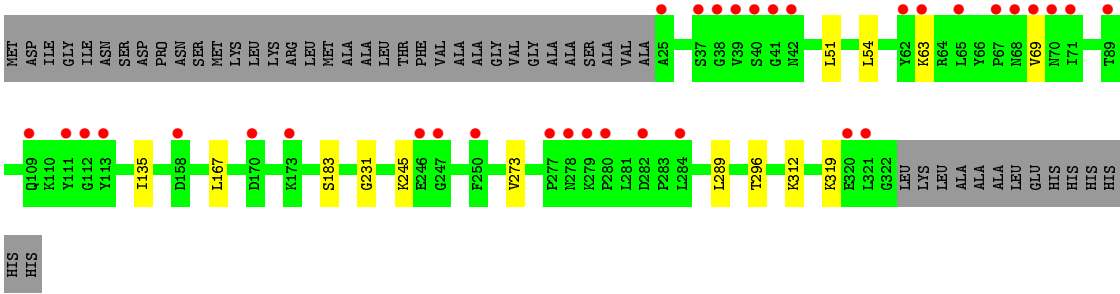 MET ASP ILE GLY ILE ASN SER ASP PRO ASN SER MET LYS LEU LYS ARG LEU MET ALA ALA LEU THR PHE VAL ALA ALA GLY VAL GLY ALA ALA SER ALA VAL ALA A25 S37 G38 V39 S40 G41 N42 L51 L54 Y62 K63 R64 L65 Y66 P67 N68 V69 N70 I71 T89
Q109 K110 Y111 G112 Y113 I135 D158 L167 D170 K173 S183 G231 K245 E246 G247 F250 V273 P277 N278 K279 P280 L281 D282 P283 L284 L289 T296 K312 K319 E320 L321 G322 LEU LYS LEU ALA ALA ALA LEU GLU HIS HIS HIS HIS
HIS HIS